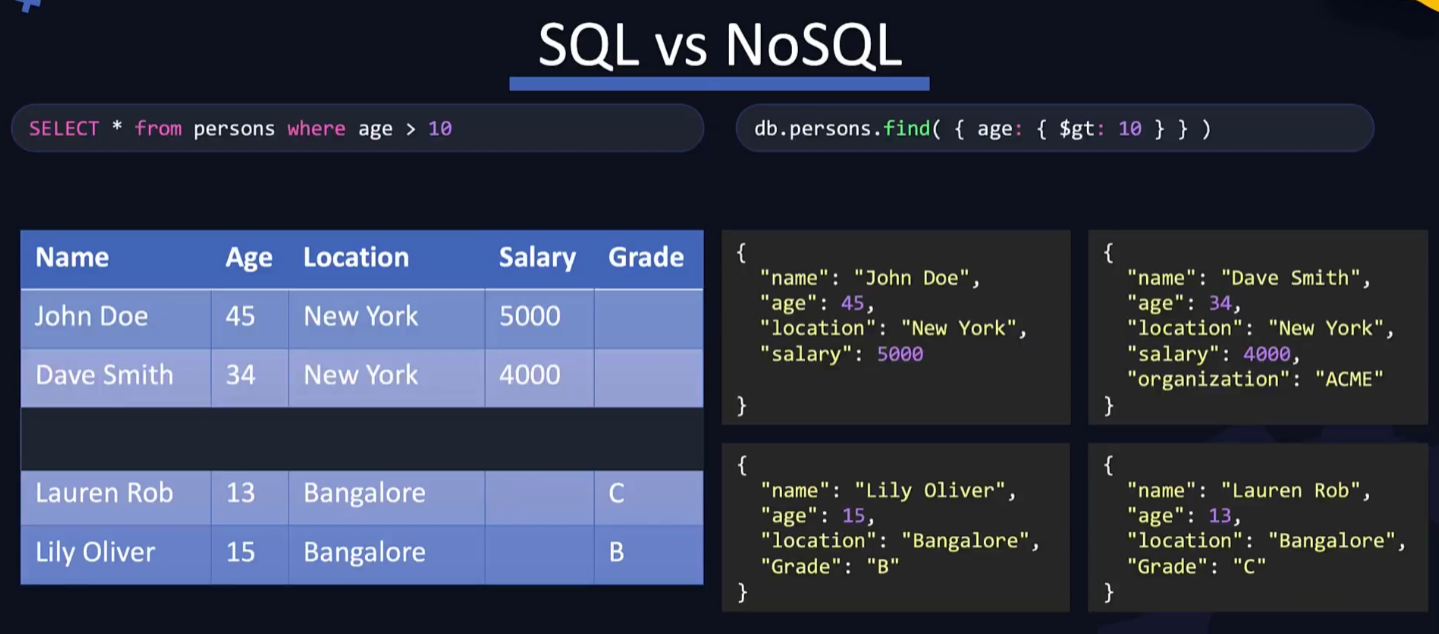 SQL vs NoSQL
SELECT * from persons where age > 10
db.persons.find( { age: { $gt: 10 } } )
Name Age Location Salary Grade
John Doe 45 New York 5000
Dave Smith 34 New York 4000
Lauren Rob 13 Bangalore C
Lily Oliver 15 Bangalore B
{
"name": "John Doe",
"age": 45,
"location": "New York",
"salary": 5000
}
{
"name": "Dave Smith",
"age": 34,
"location": "New York",
"salary": 4000,
"organization": "ACME"
}
{
"name": "Lily Oliver",
"age": 15,
"location": "Bangalore",
"Grade": "B"
}
{
"name": "Lauren Rob",
"age": 13,
"location": "Bangalore",
"Grade": "C"
}